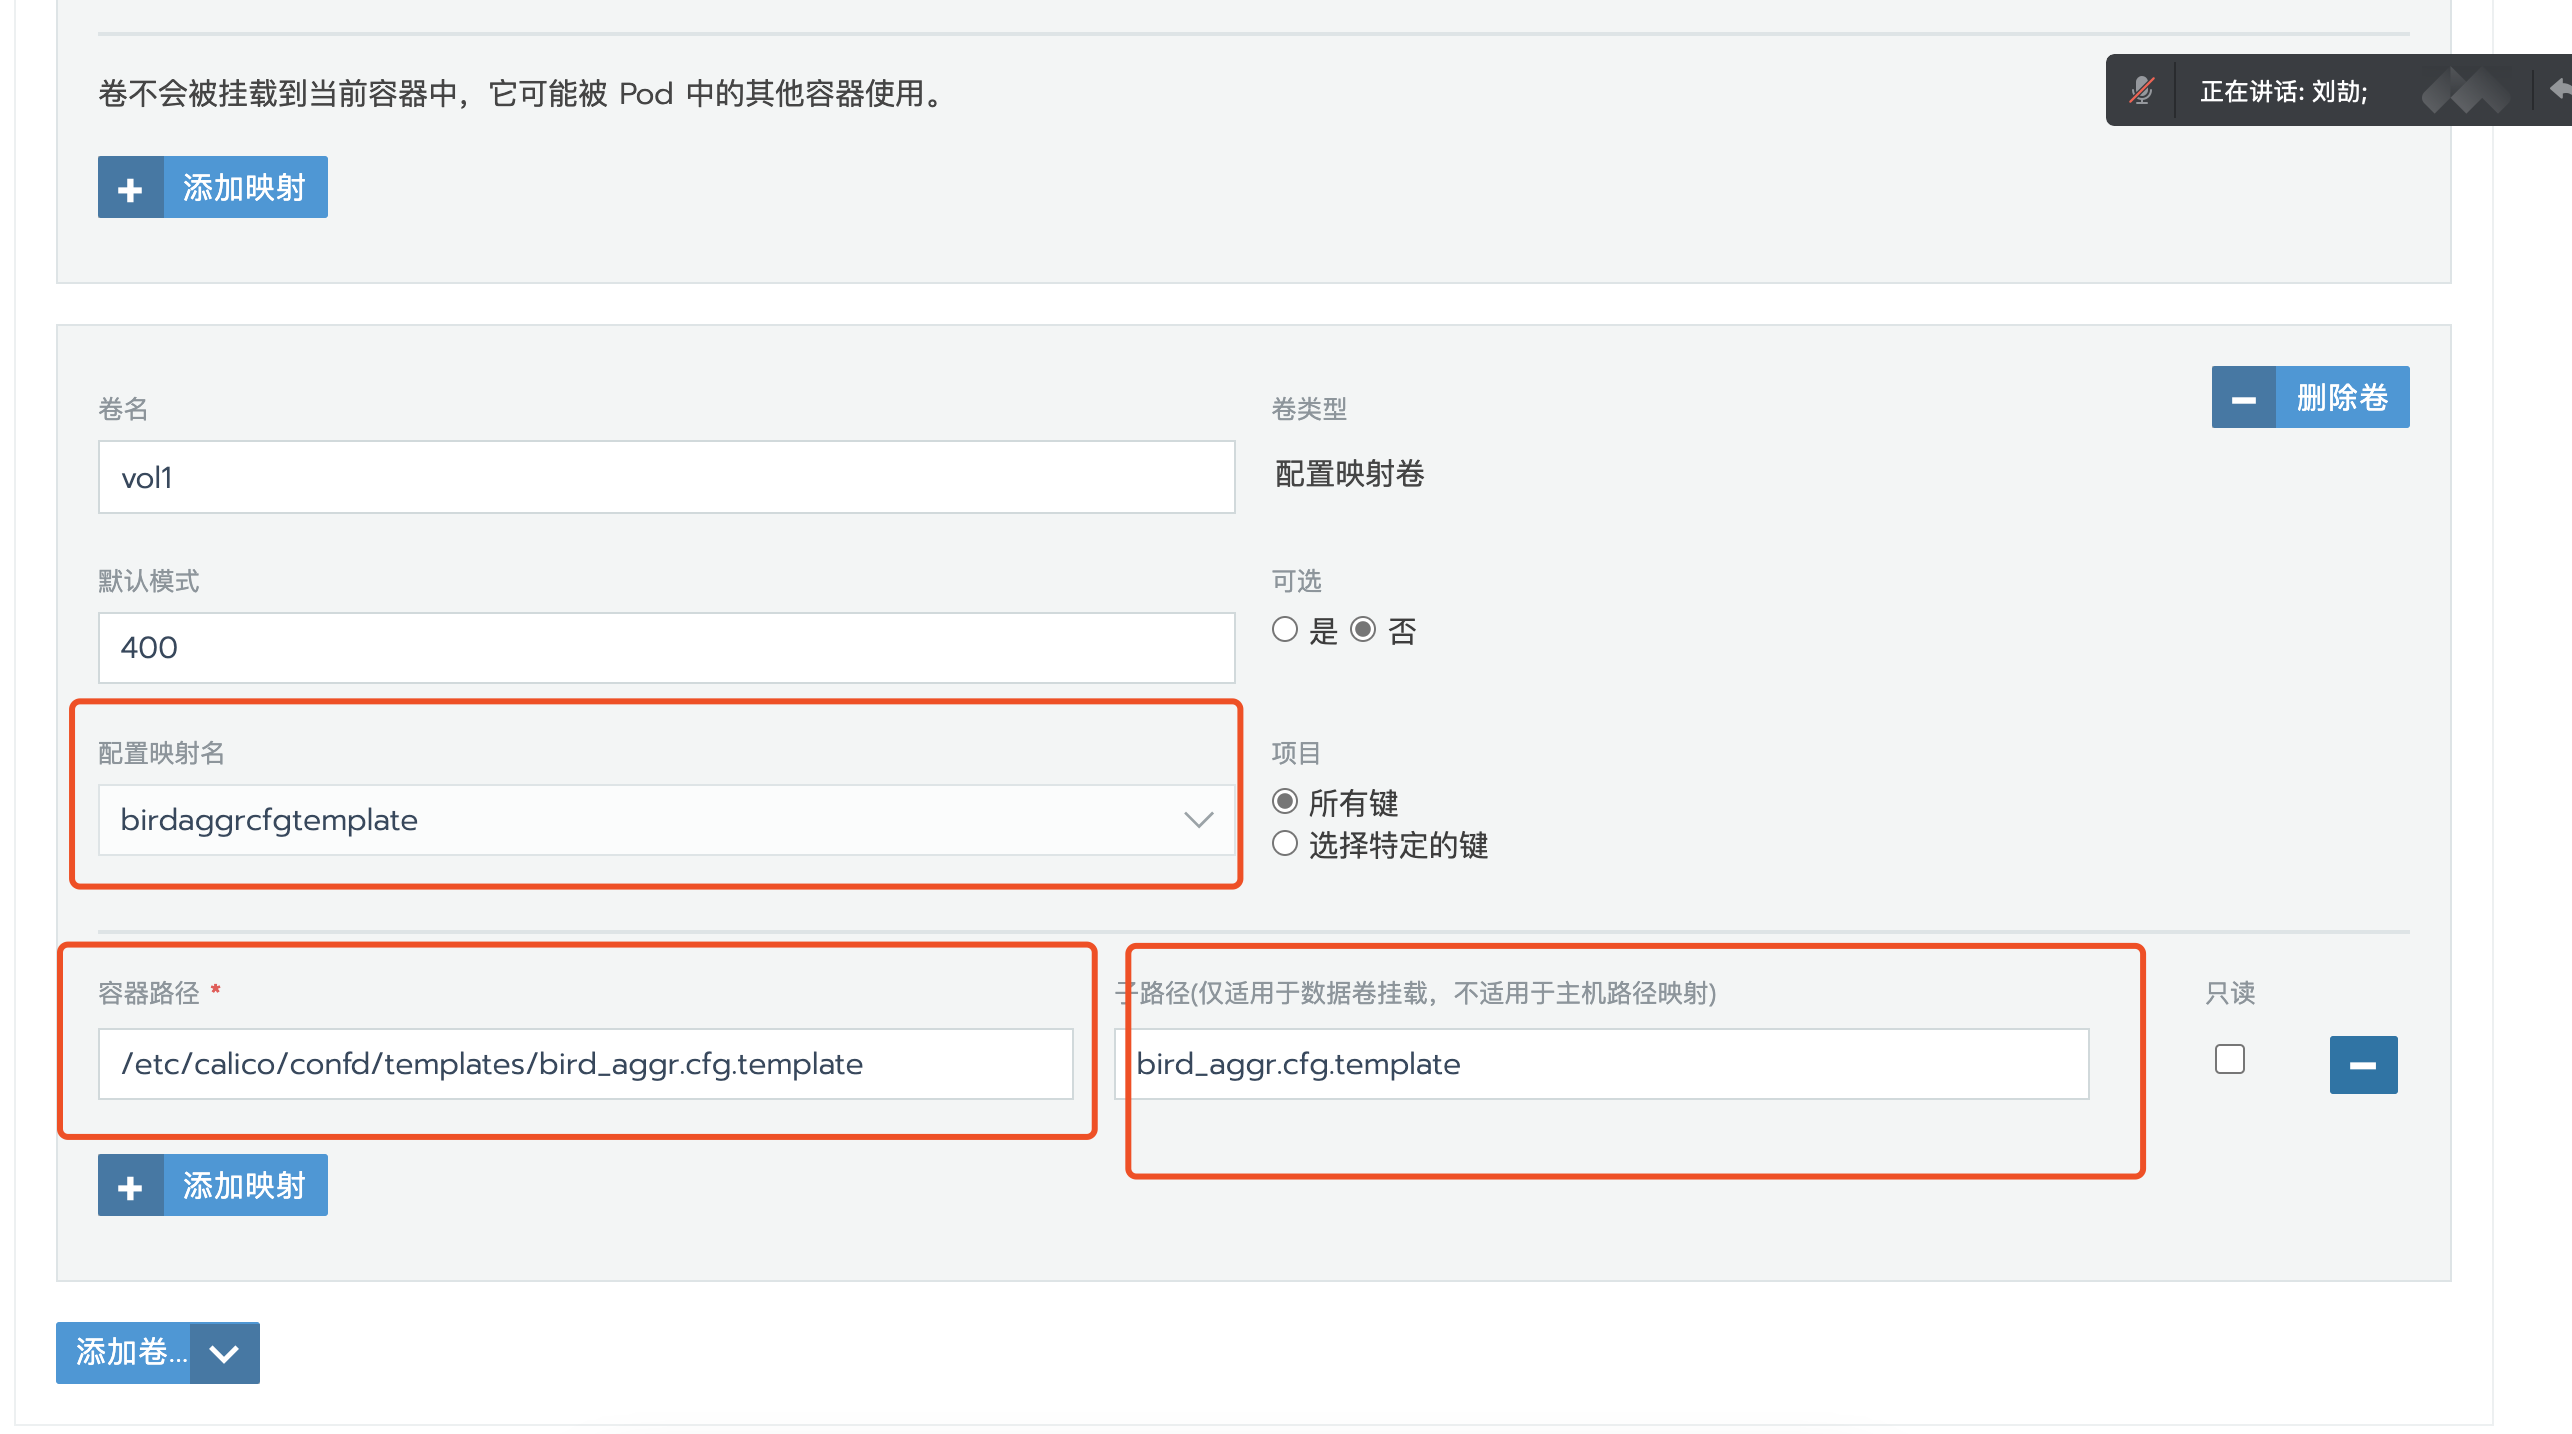 卷不会被挂载到当前容器中，它可能被 Pod 中的其他容器使用。
正在讲话: 刘劼;
添加映射
删除卷
卷名
卷类型
vol1
配置映射卷
默认模式
可选
400
是 否
配置映射名
项目
birdaggrcfgtemplate
所有键
选择特定的键
容器路径 *
子路径(仅适用于数据卷挂载，不适用于主机路径映射)
只读
/etc/calico/confd/templates/bird_aggr.cfg.template
bird_aggr.cfg.template
添加映射
添加卷...